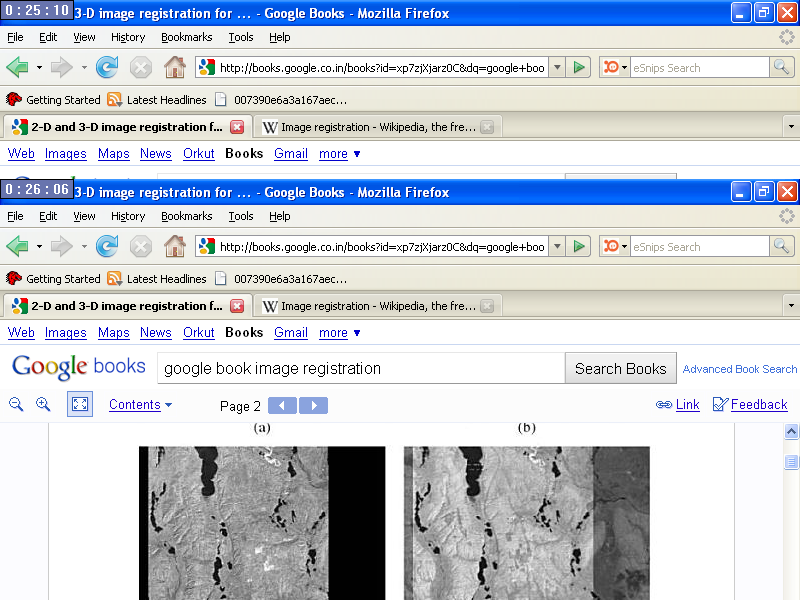 0:25:10 3-D image registration for ... - Google Books - Mozilla Firefox
File Edit View History Bookmarks Tools Help
http://books.google.co.in/books?id=xp7zjXjarz0C&dq=google+boo eSnips Search
Getting Started Latest Headlines 007390e6a3a167aec...
2-D and 3-D image registration f... Image registration - Wikipedia, the fre...
Web Images Maps News Orkut Books Gmail more ▼
0:26:06 3-D image registration for ... - Google Books - Mozilla Firefox
File Edit View History Bookmarks Tools Help
http://books.google.co.in/books?id=xp7zjXjarz0C&dq=google+boo eSnips Search
Getting Started Latest Headlines 007390e6a3a167aec...
2-D and 3-D image registration f... Image registration - Wikipedia, the fre...
Web Images Maps News Orkut Books Gmail more ▼
Google books google book image registration Search Books Advanced Book Search
Contents Page 2 Link Feedback
(a) (b)